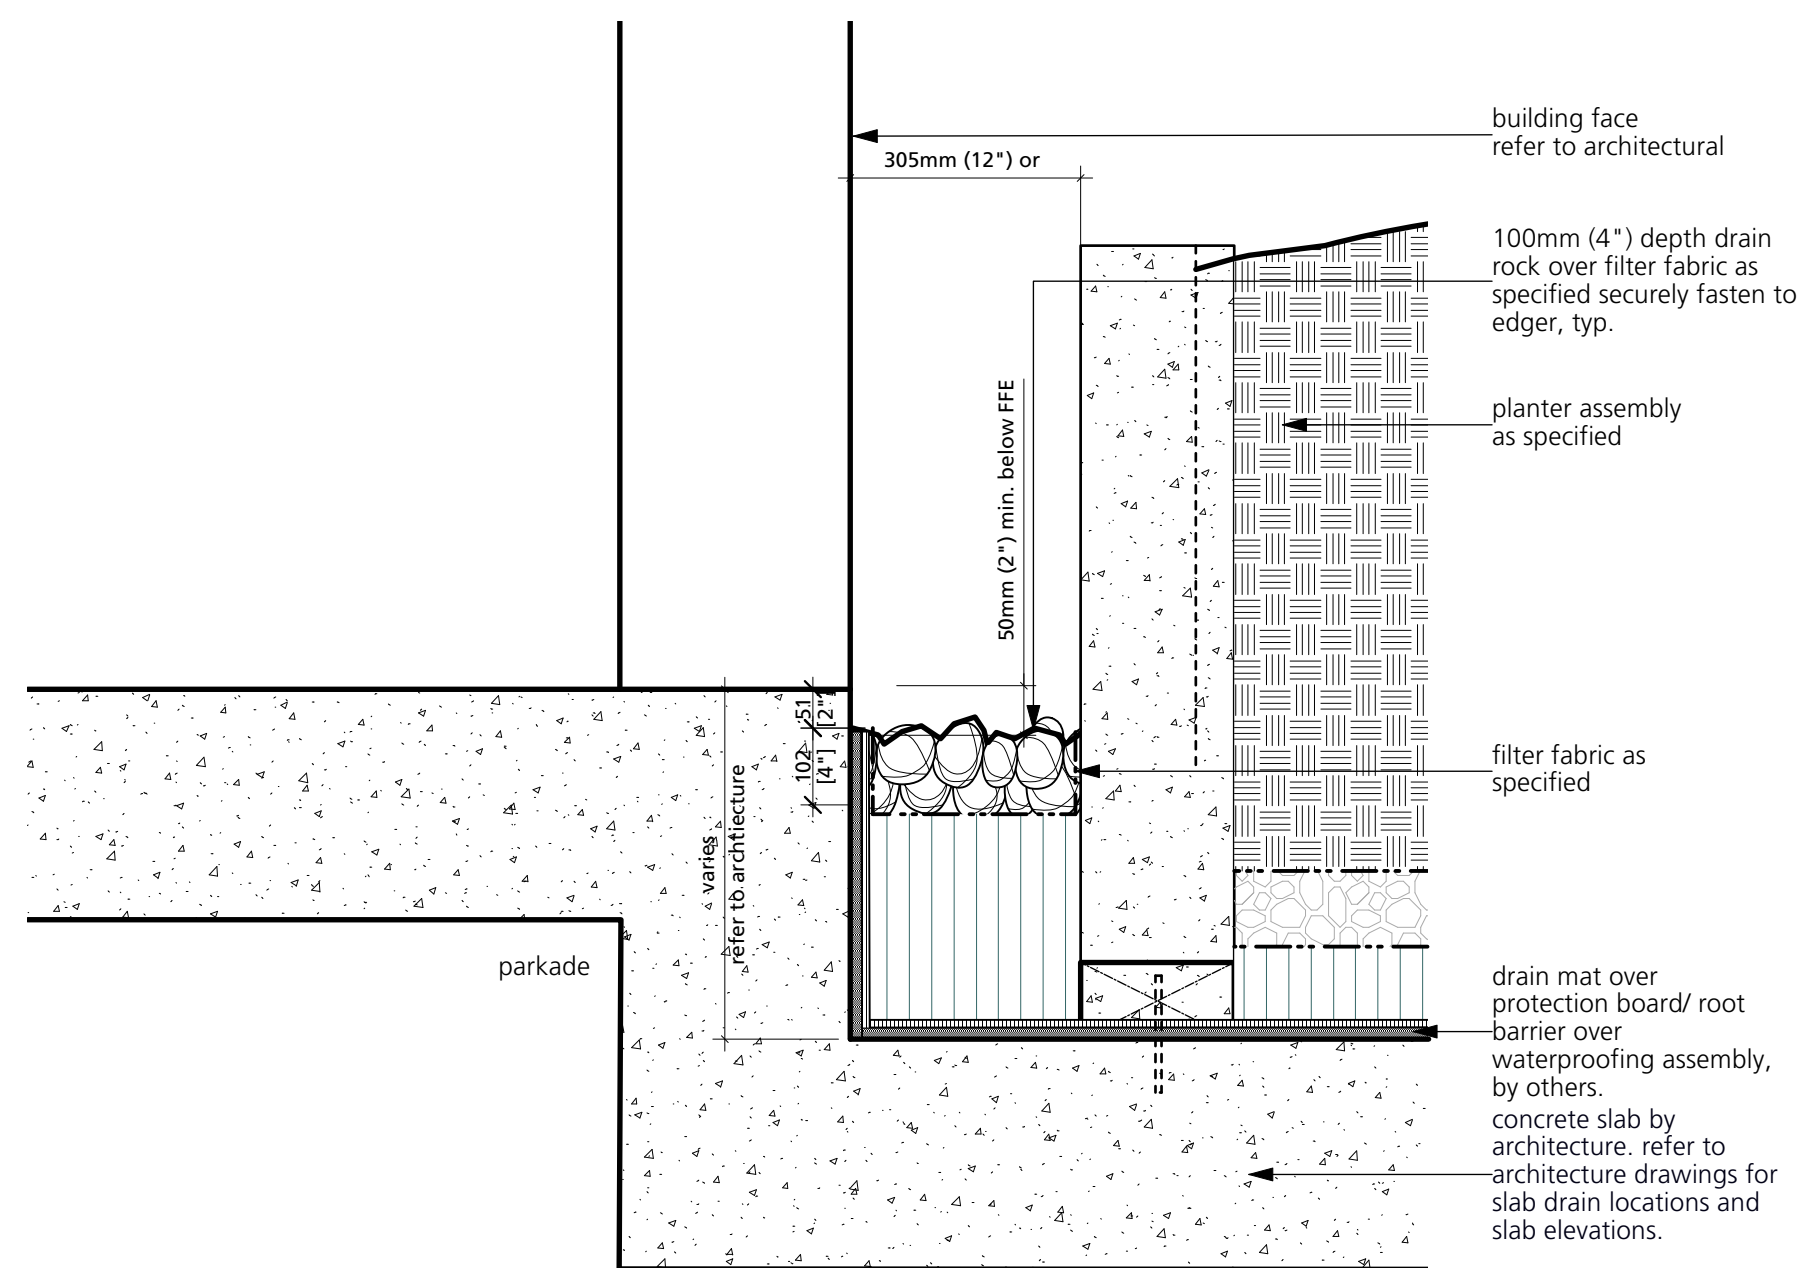 building face
refer to architectural
305mm (12") or
100mm (4") depth drain
rock over filter fabric as
specified securely fasten to
edger, typ.
50mm (2") min. below FFE
planter assembly
as specified
51
[2"]
102
[4"]
filter fabric as
specified
varies
refer to archtiecture
parkade
drain mat over
protection board/ root
barrier over
waterproofing assembly,
by others.
concrete slab by
architecture. refer to
architecture drawings for
slab drain locations and
slab elevations.